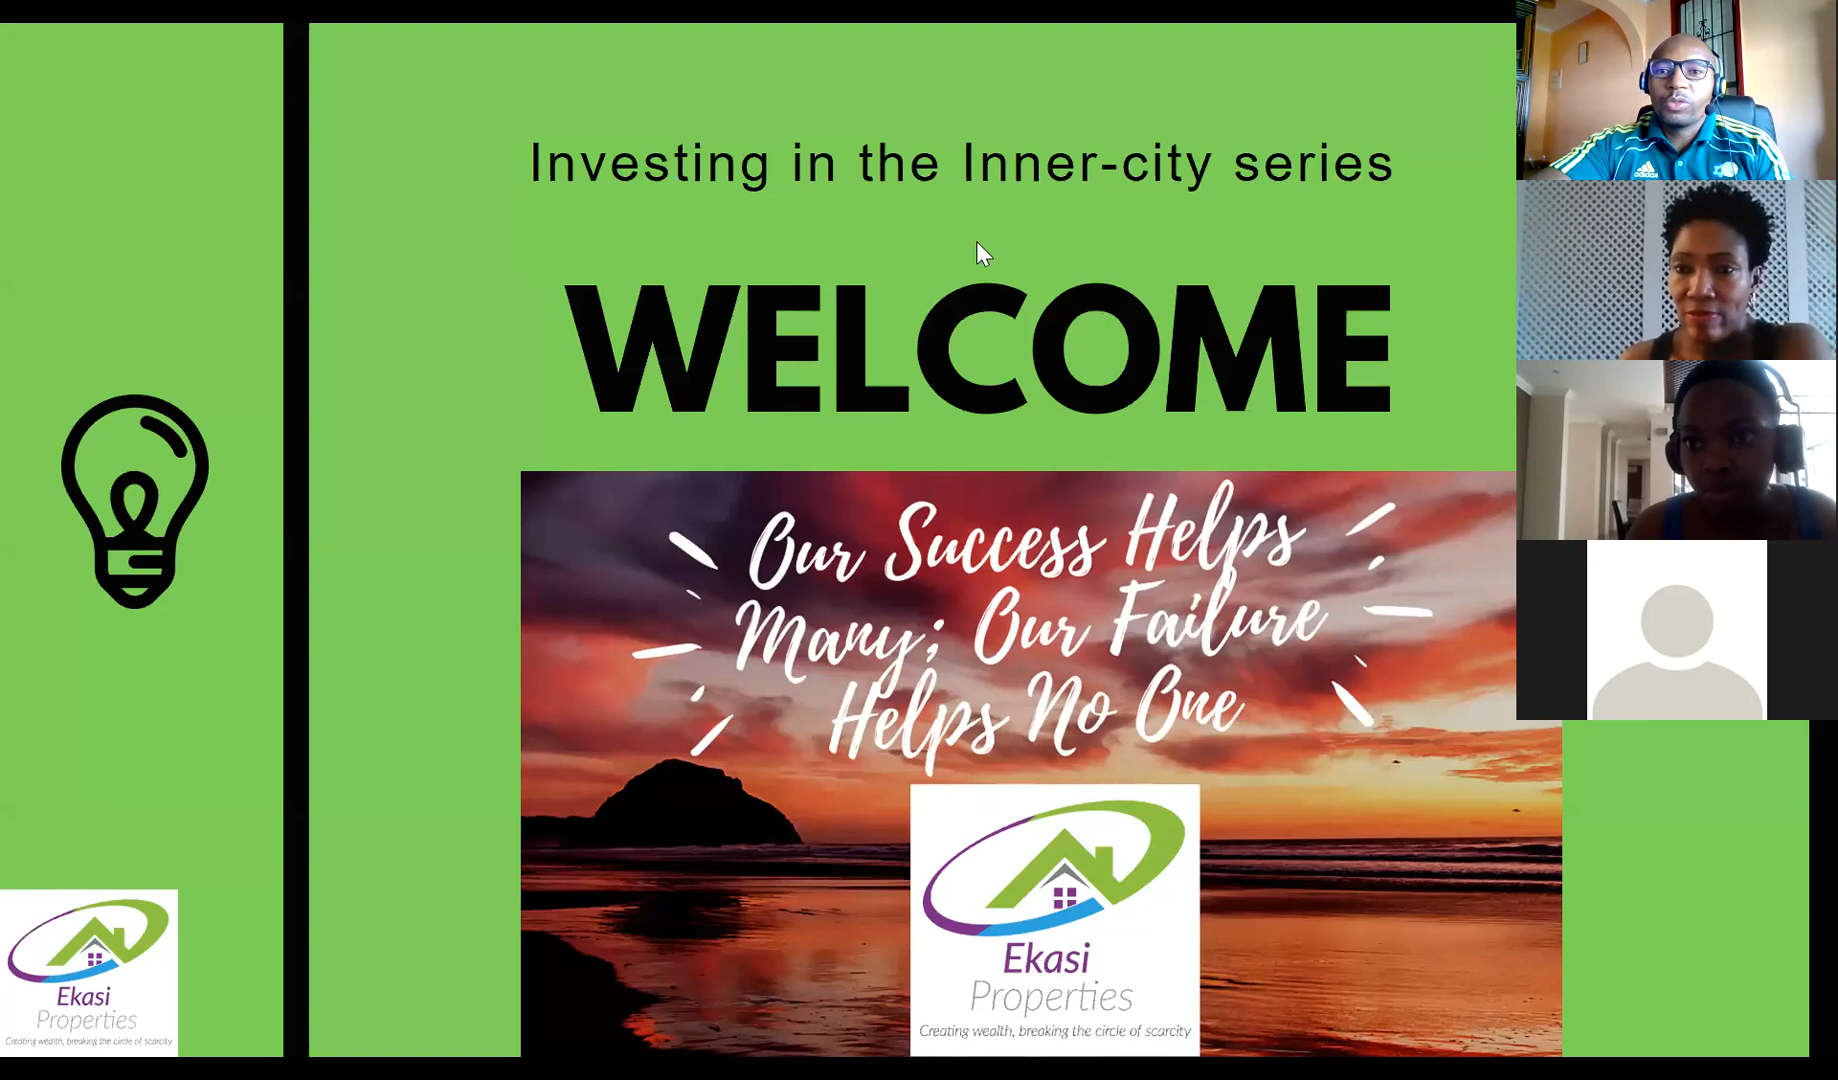 Investing in the Inner-city series
WELCOME
Our Success Helps
Many; Our Failure
Helps No One
Ekasi
Properties
Creating wealth, breaking the circle of scarcity
Ekasi
Properties
Creating wealth, breaking the circle of scarcity
adidas